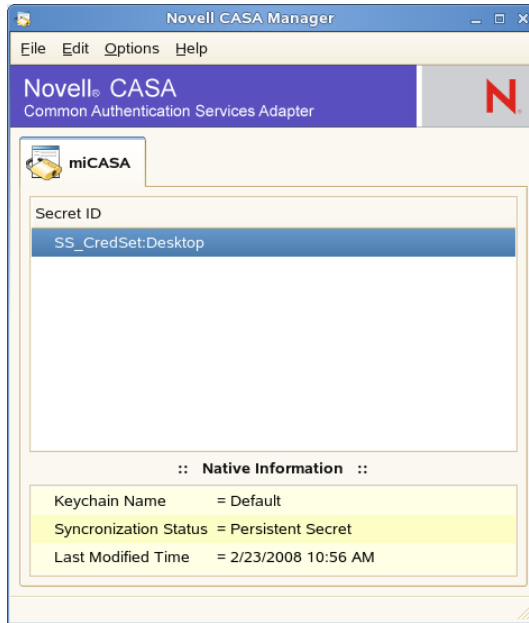 Novell CASA Manager
File Edit Options Help
Novell® CASA
Common Authentication Services Adapter
N
miCASA
Secret ID
SS_CredSet:Desktop
:: Native Information ::
Keychain Name = Default
Syncronization Status = Persistent Secret
Last Modified Time = 2/23/2008 10:56 AM